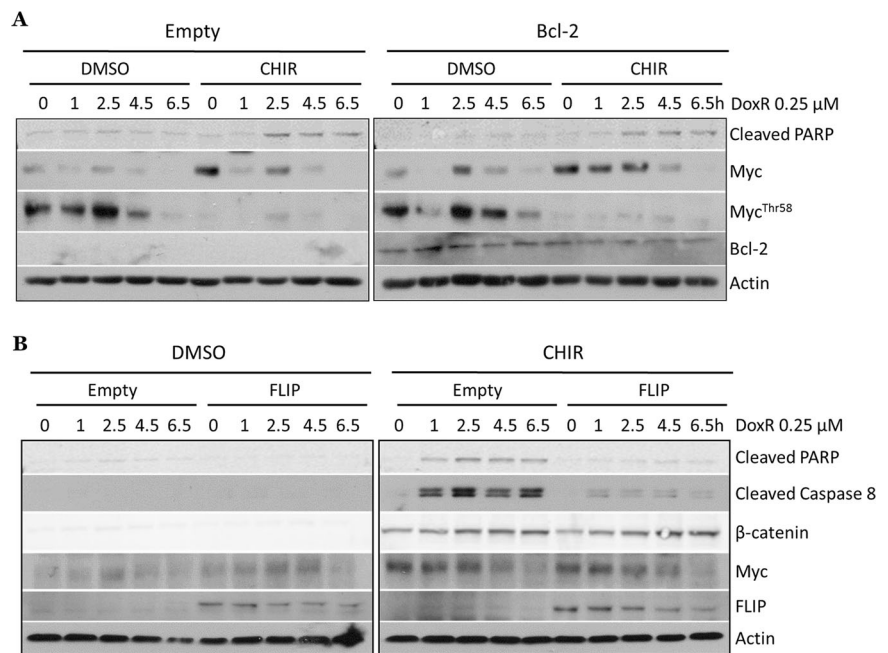 A
Empty Bcl-2
DMSO CHIR DMSO CHIR
0 1 2.5 4.5 6.5 0 1 2.5 4.5 6.5 0 1 2.5 4.5 6.5 0 1 2.5 4.5 6.5h DoxR 0.25 µM
Cleaved PARP
Myc
MycThr58
Bcl-2
Actin
B
DMSO CHIR
Empty FLIP Empty FLIP
0 1 2.5 4.5 6.5 0 1 2.5 4.5 6.5 0 1 2.5 4.5 6.5 0 1 2.5 4.5 6.5h DoxR 0.25 µM
Cleaved PARP
Cleaved Caspase 8
β-catenin
Myc
FLIP
Actin